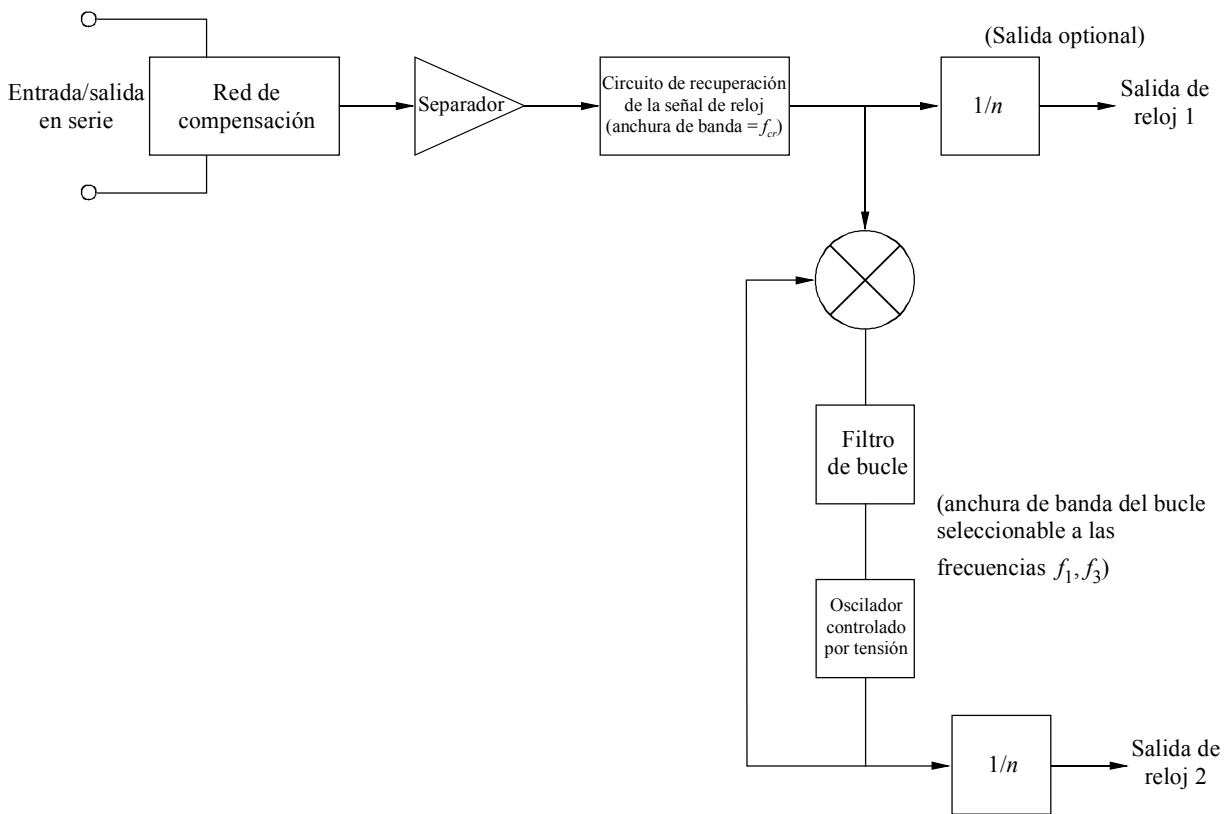 (Salida optional)
Entrada/salida
en serie
Red de
compensación
Separador
Circuito de recuperación
de la señal de reloj
(anchura de banda = f_cr)
1/n
Salida de
reloj 1
Filtro
de bucle
(anchura de banda del bucle
seleccionable a las
frecuencias f₁, f₃)
Oscilador
controlado
por tensión
1/n
Salida de
reloj 2